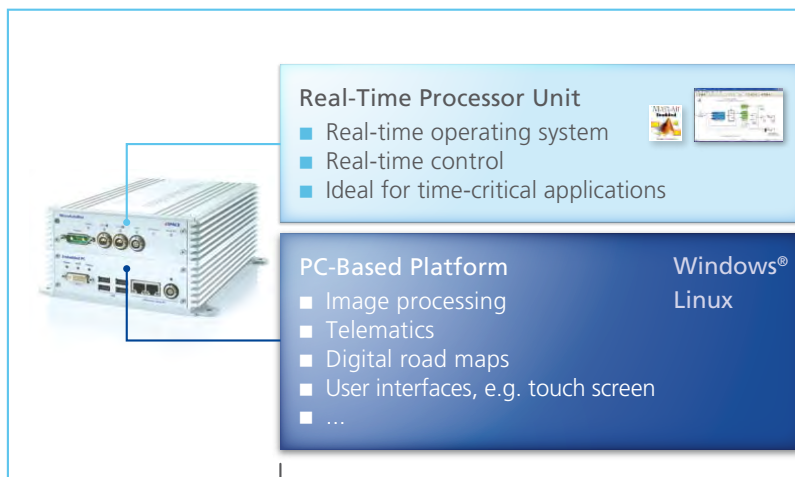 Real-Time Processor Unit
■ Real-time operating system
■ Real-time control
■ Ideal for time-critical applications
PC-Based Platform
Windows®
■ Image processing
Linux
■ Telematics
■ Digital road maps
■ User interfaces, e.g. touch screen
■ ...